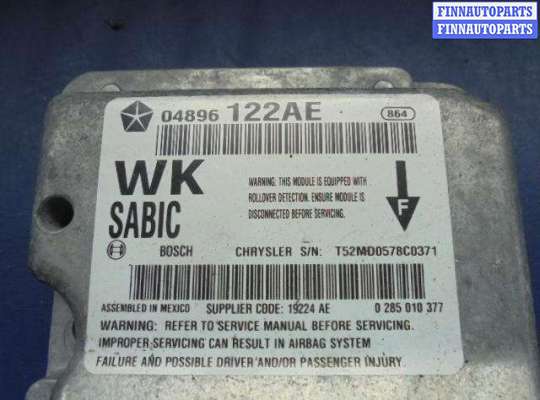 FINNAUTOPARTS
FINNAUTOPARTS
04896 122AE
864
WK
SABIC
WARNING: THIS MODULE IS EQUIPPED WITH
ROLLOVER DETECTION. ENSURE MODULE IS
DISCONNECTED BEFORE SERVICING.
F
BOSCH CHRYSLER S/N: T52MD0578C0371
ASSEMBLED IN MEXICO SUPPLIER CODE: 19224 AE 0 285 010 377
WARNING: REFER TO SERVICE MANUAL BEFORE SERVICING.
IMPROPER SERVICING CAN RESULT IN AIRBAG SYSTEM
FAILURE AND POSSIBLE DRIVER AND/OR PASSENGER INJURY.